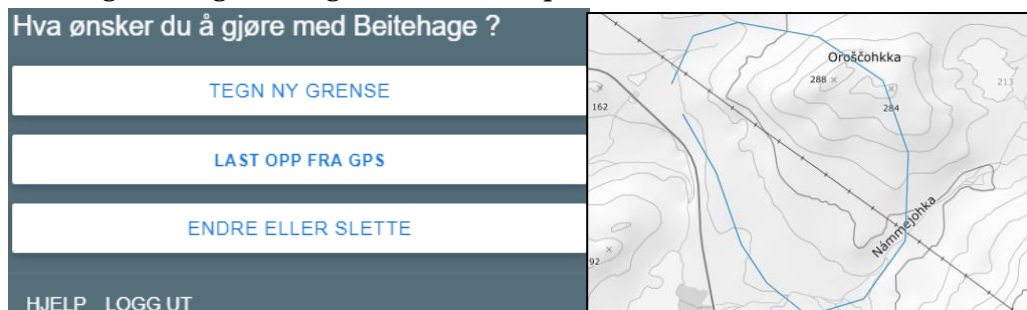 Hva ønsker du å gjøre med Beitehage ?
TEGN NY GRENSE
LAST OPP FRA GPS
ENDRE ELLER SLETTE
HJELP LOGG UT
Oroščohkka
288
284
213
162
Námmejohka
92